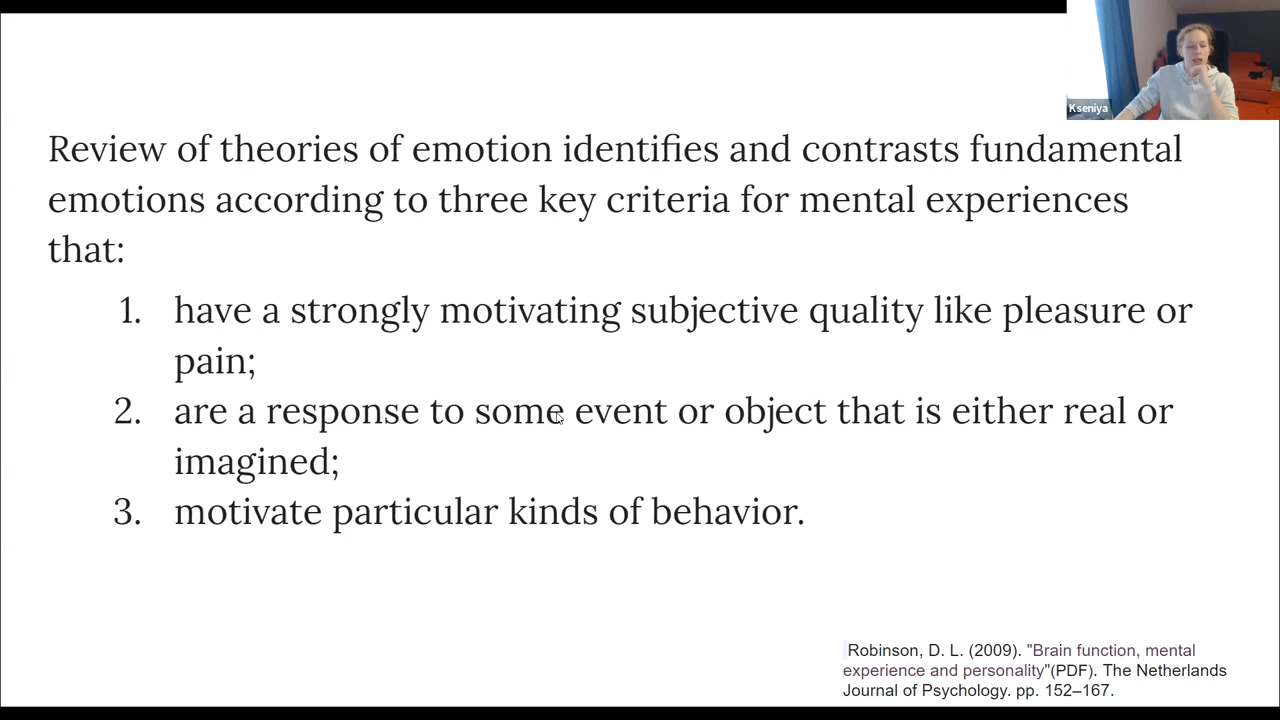 Kseniya
Review of theories of emotion identifies and contrasts fundamental
emotions according to three key criteria for mental experiences
that:
1. have a strongly motivating subjective quality like pleasure or
pain;
2. are a response to some event or object that is either real or
imagined;
3. motivate particular kinds of behavior.
Robinson, D. L. (2009). "Brain function, mental
experience and personality"(PDF). The Netherlands
Journal of Psychology. pp. 152–167.